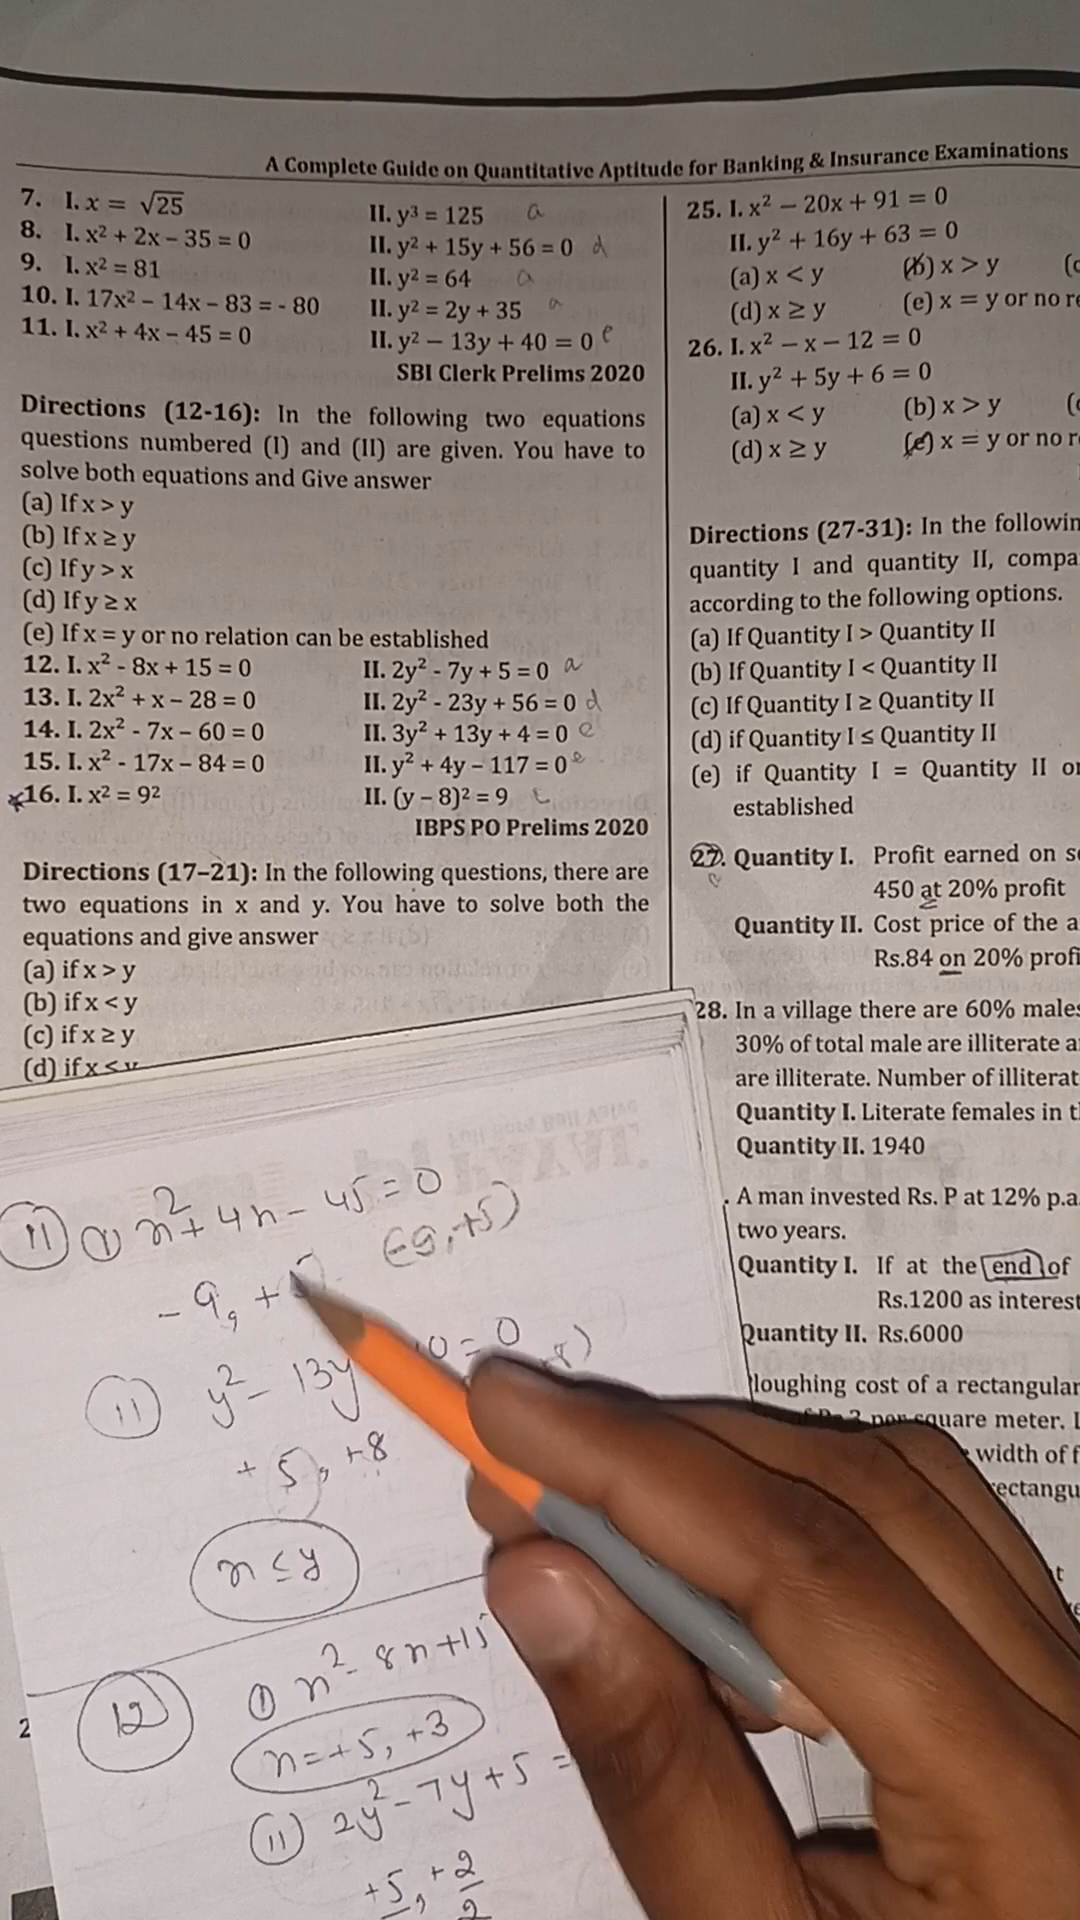 A Complete Guide on Quantitative Aptitude for Banking & Insurance Examinations
7. I. x = √25 II. y³ = 125 a
8. I. x² + 2x – 35 = 0 II. y² + 15y + 56 = 0 d
9. I. x² = 81 II. y² = 64 a
10. I. 17x² – 14x – 83 = - 80 II. y² = 2y + 35 a
11. I. x² + 4x – 45 = 0 II. y² – 13y + 40 = 0 e
SBI Clerk Prelims 2020
Directions (12-16): In the following two equations
questions numbered (I) and (II) are given. You have to
solve both equations and Give answer
(a) If x > y
(b) If x ≥ y
(c) If y > x
(d) If y ≥ x
(e) If x = y or no relation can be established
12. I. x² - 8x + 15 = 0 II. 2y² - 7y + 5 = 0 a
13. I. 2x² + x – 28 = 0 II. 2y² - 23y + 56 = 0 d
14. I. 2x² - 7x – 60 = 0 II. 3y² + 13y + 4 = 0 e
15. I. x² - 17x – 84 = 0 II. y² + 4y – 117 = 0 e
16. I. x² = 9² II. (y – 8)² = 9
IBPS PO Prelims 2020
Directions (17–21): In the following questions, there are
two equations in x and y. You have to solve both the
equations and give answer
(a) if x > y
(b) if x < y
(c) if x ≥ y
(d) if x ≤ y
25. I. x² – 20x + 91 = 0
II. y² + 16y + 63 = 0
(a) x < y (b) x > y
(d) x ≥ y (e) x = y or no
26. I. x² – x – 12 = 0
II. y² + 5y + 6 = 0
(a) x < y (b) x > y
(d) x ≥ y (e) x = y or no
Directions (27-31): In the
quantity I and quantity II,
according to the following options.
(a) If Quantity I > Quantity II
(b) If Quantity I < Quantity II
(c) If Quantity I ≥ Quantity II
(d) if Quantity I ≤ Quantity II
(e) if Quantity I = Quantity II
established
27. Quantity I. Profit earned on
450 at 20% profit
Quantity II. Cost price of the
Rs.84 on 20%
28. In a village there are 60%
30% of total male are illiterate
are illiterate. Number of
Quantity I. Literate females in
Quantity II. 1940
A man invested Rs. P at 12% p.a.
two years.
Quantity I. If at the end of
Rs.1200 as interest
Quantity II. Rs.6000
cost of a rectangular
per square meter.
width of
2
11 I x² + 4x - 45 = 0
- 9, + 5 (-9, +5)
II y² - 13y = 0
+ 5, +8
x ≤ y
12 I x² - 8x + 15
x = +5, +3
II 2y² - 7y + 5 =
+5, +2
2